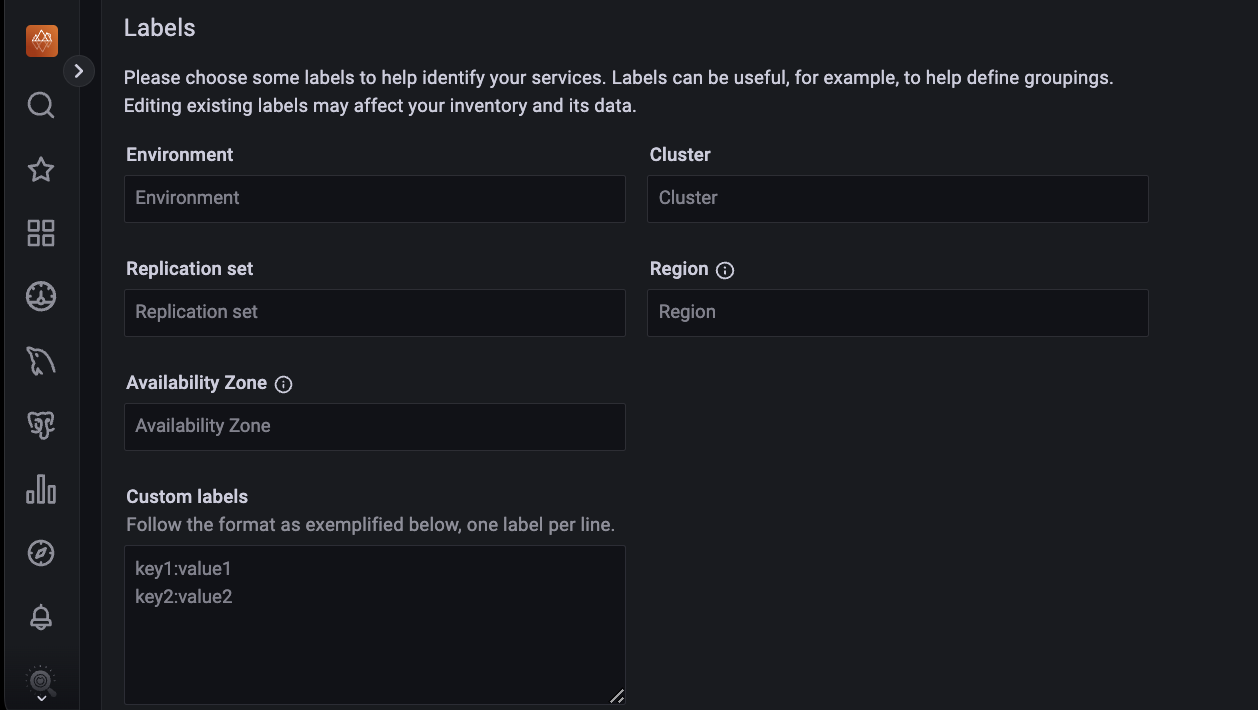 Labels
Please choose some labels to help identify your services. Labels can be useful, for example, to help define groupings.
Editing existing labels may affect your inventory and its data.
Environment
Environment
Cluster
Cluster
Replication set
Replication set
Region
Region
Availability Zone
Availability Zone
Custom labels
Follow the format as exemplified below, one label per line.
key1:value1
key2:value2